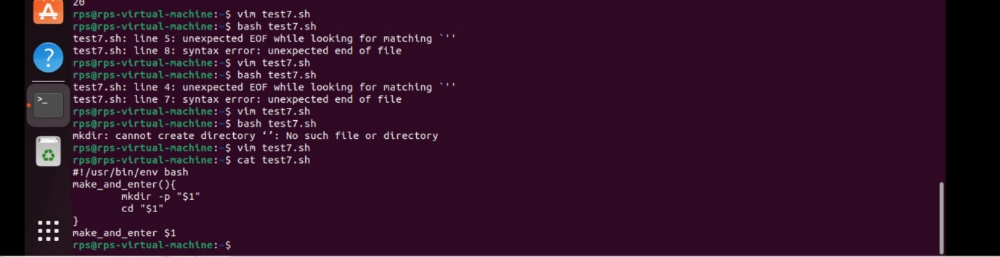 20
rps@rps-virtual-machine:~$ vim test7.sh
rps@rps-virtual-machine:~$ bash test7.sh
test7.sh: line 5: unexpected EOF while looking for matching `''
test7.sh: line 8: syntax error: unexpected end of file
rps@rps-virtual-machine:~$ vim test7.sh
rps@rps-virtual-machine:~$ bash test7.sh
test7.sh: line 4: unexpected EOF while looking for matching `''
test7.sh: line 7: syntax error: unexpected end of file
rps@rps-virtual-machine:~$ vim test7.sh
rps@rps-virtual-machine:~$ bash test7.sh
mkdir: cannot create directory ‘’: No such file or directory
rps@rps-virtual-machine:~$ vim test7.sh
rps@rps-virtual-machine:~$ cat test7.sh
#!/usr/bin/env bash
make_and_enter(){
        mkdir -p "$1"
        cd "$1"
}
make_and_enter $1
rps@rps-virtual-machine:~$